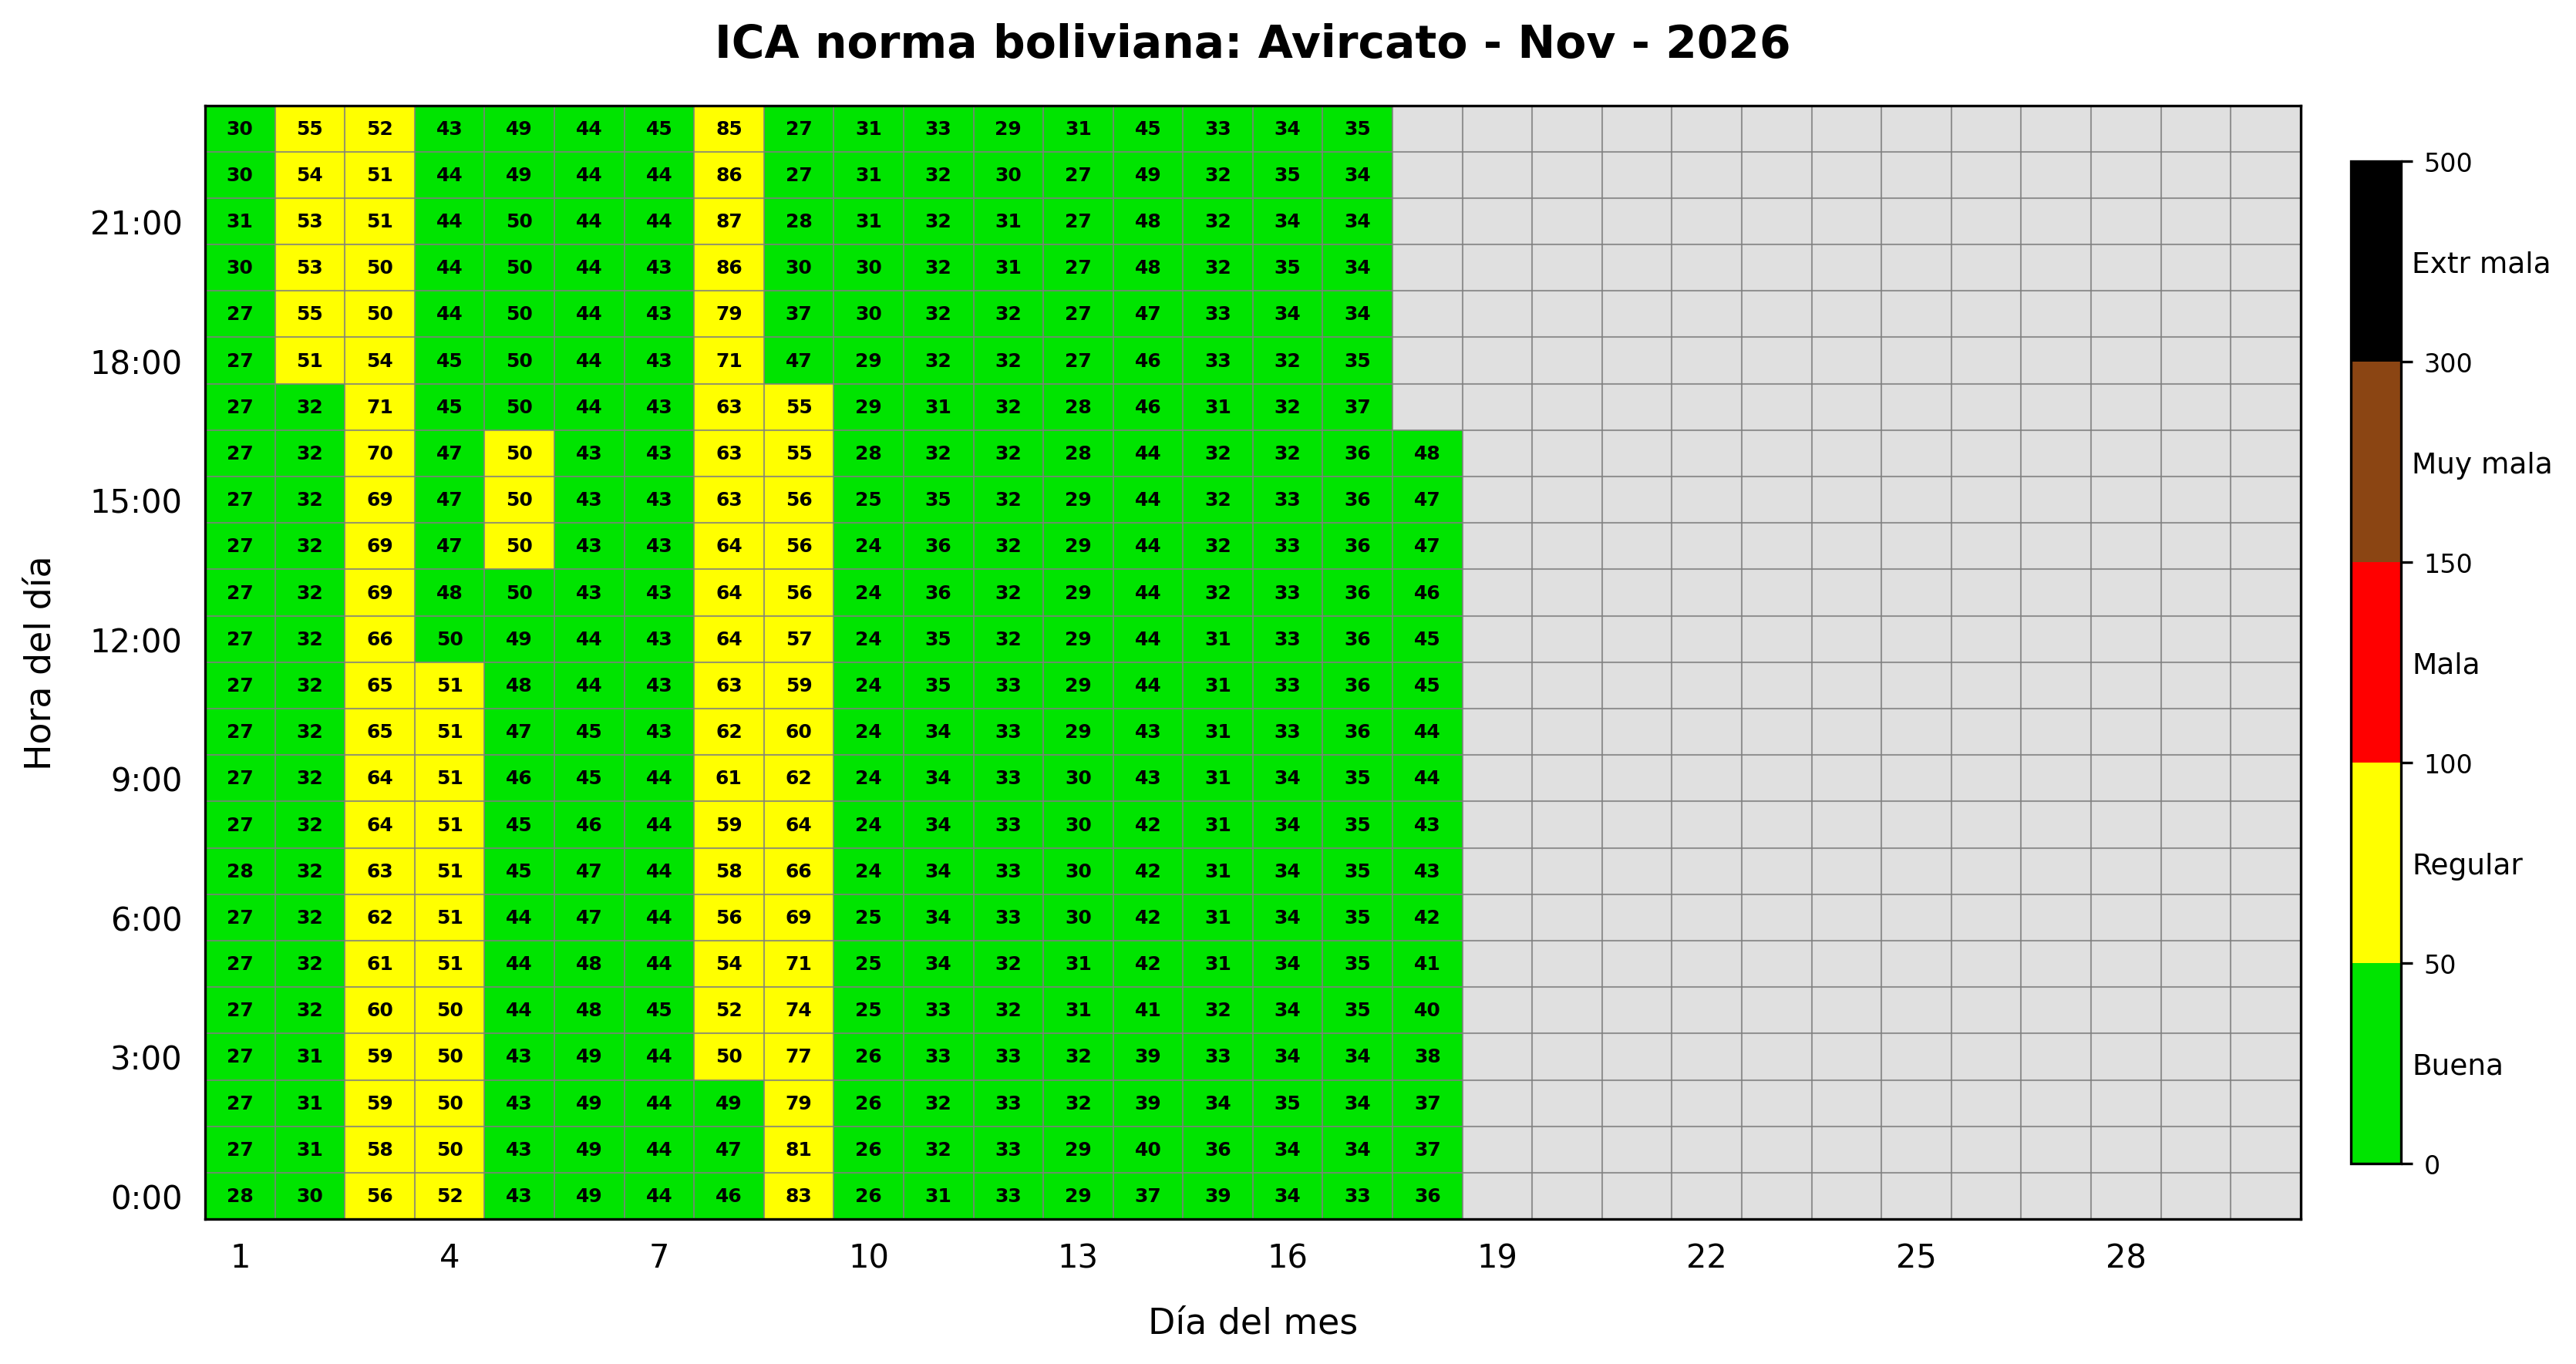 ICA norma boliviana: Avircato - Nov - 2026
30 55 52 43 49 44 45 85 27 31 33 29 31 45 33 34 35
30 54 51 44 49 44 44 86 27 31 32 30 27 49 32 35 34
21:00 31 53 51 44 50 44 44 87 28 31 32 31 27 48 32 34 34
30 53 50 44 50 44 43 86 30 30 32 31 27 48 32 35 34
27 55 50 44 50 44 43 79 37 30 32 32 27 47 33 34 34
18:00 27 51 54 45 50 44 43 71 47 29 32 32 27 46 33 32 35
27 32 71 45 50 44 43 63 55 29 31 32 28 46 31 32 37
27 32 70 47 50 43 43 63 55 28 32 32 28 44 32 32 36 48
15:00 27 32 69 47 50 43 43 63 56 25 35 32 29 44 32 33 36 47
27 32 69 47 50 43 43 64 56 24 36 32 29 44 32 33 36 47
27 32 69 48 50 43 43 64 56 24 36 32 29 44 32 33 36 46
12:00 27 32 66 50 49 44 43 64 57 24 35 32 29 44 31 33 36 45
27 32 65 51 48 44 43 63 59 24 35 33 29 44 31 33 36 45
27 32 65 51 47 45 43 62 60 24 34 33 29 43 31 33 36 44
9:00 27 32 64 51 46 45 44 61 62 24 34 33 30 43 31 34 35 44
27 32 64 51 45 46 44 59 64 24 34 33 30 42 31 34 35 43
28 32 63 51 45 47 44 58 66 24 34 33 30 42 31 34 35 43
6:00 27 32 62 51 44 47 44 56 69 25 34 33 30 42 31 34 35 42
27 32 61 51 44 48 44 54 71 25 34 32 31 42 31 34 35 41
27 32 60 50 44 48 45 52 74 25 33 32 31 41 32 34 35 40
3:00 27 31 59 50 43 49 44 50 77 26 33 33 32 39 33 34 34 38
27 31 59 50 43 49 44 49 79 26 32 33 32 39 34 35 34 37
27 31 58 50 43 49 44 47 81 26 32 33 29 40 36 34 34 37
0:00 28 30 56 52 43 49 44 46 83 26 31 33 29 37 39 34 33 36
1 4 7 10 13 16 19 22 25 28
Hora del día
Día del mes
500
Extr mala
300
Muy mala
150
Mala
100
Regular
50
Buena
0